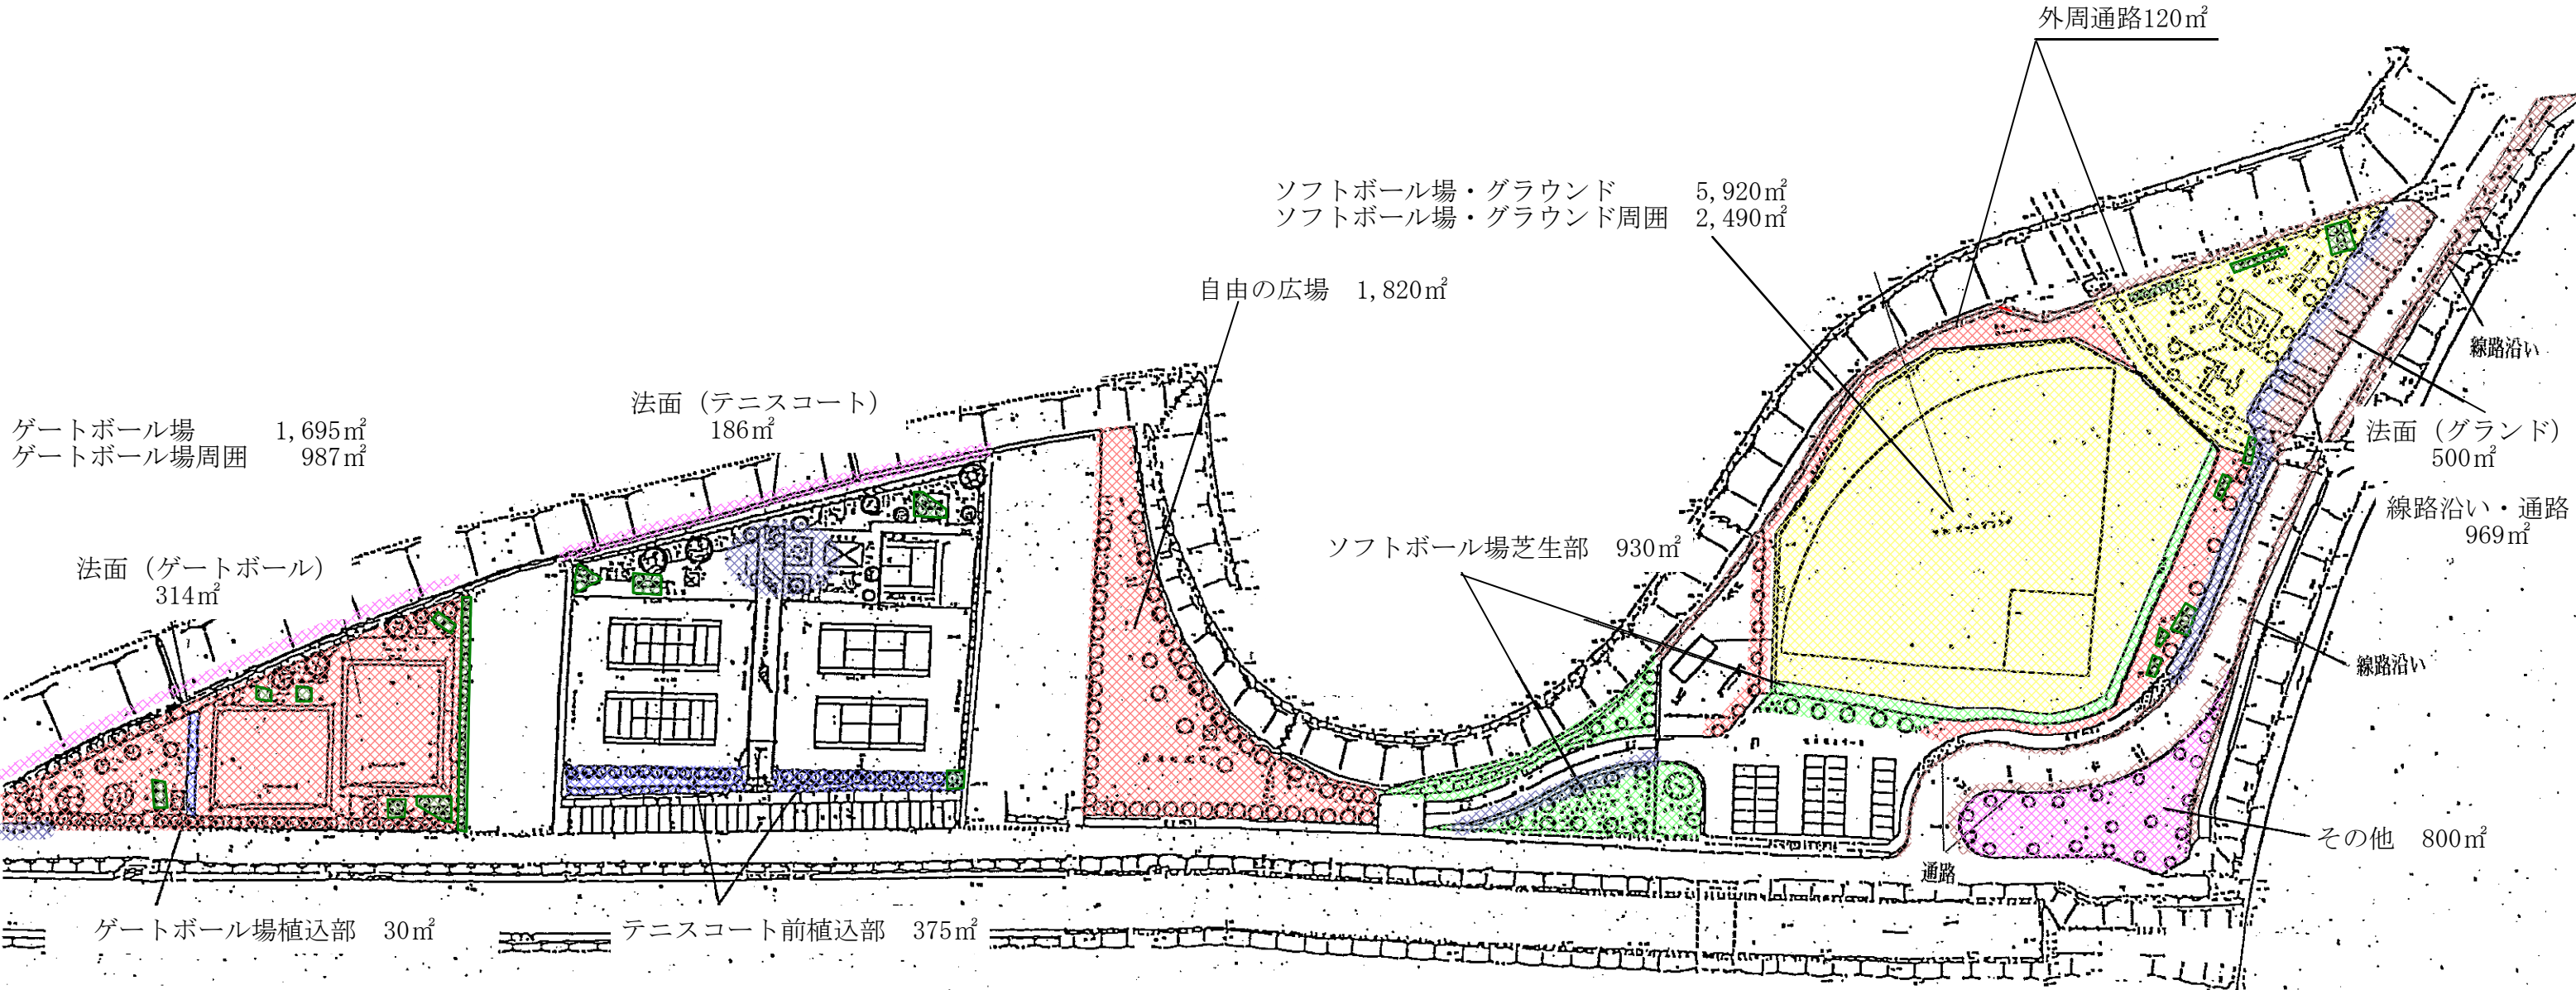 外周通路120㎡
ソフトボール場・グラウンド 5,920㎡
ソフトボール場・グラウンド周囲 2,490㎡
自由の広場 1,820㎡
線路沿い
法面（テニスコート）
186㎡
ゲートボール場 1,695㎡
ゲートボール場周囲 987㎡
法面（グランド）
500㎡
線路沿い・通路
969㎡
ソフトボール場芝生部 930㎡
法面（ゲートボール）
314㎡
線路沿い
その他 800㎡
通路
ゲートボール場植込部 30㎡
テニスコート前植込部 375㎡